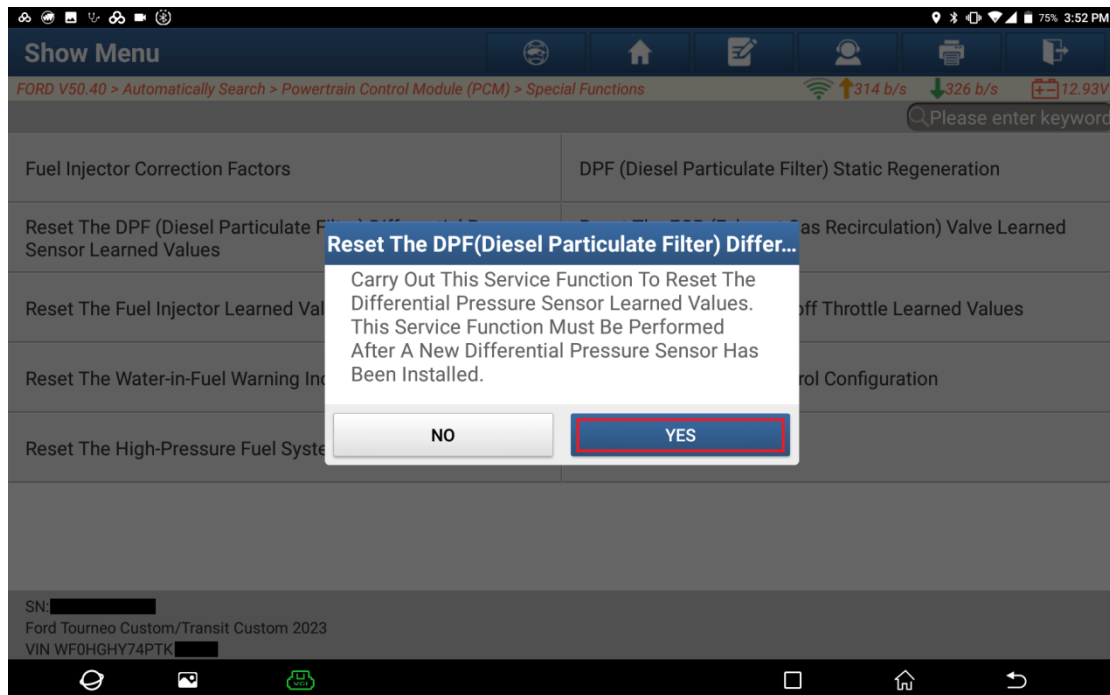 75% 3:52 PM
Show Menu
FORD V50.40 > Automatically Search > Powertrain Control Module (PCM) > Special Functions
314 b/s
326 b/s
12.93V
Please enter keyword
Fuel Injector Correction Factors
DPF (Diesel Particulate Filter) Static Regeneration
Reset The DPF (Diesel Particulate
Sensor Learned Values
as Recirculation) Valve Learned
Reset The DPF(Diesel Particulate Filter) Differ...
Carry Out This Service Function To Reset The
Differential Pressure Sensor Learned Values.
This Service Function Must Be Performed
After A New Differential Pressure Sensor Has
Been Installed.
NO
YES
Reset The Fuel Injector Learned Val
off Throttle Learned Values
Reset The Water-in-Fuel Warning Ind
rol Configuration
Reset The High-Pressure Fuel Syste
SN:
Ford Tourneo Custom/Transit Custom 2023
VIN WF0HGHY74PTK
VCI